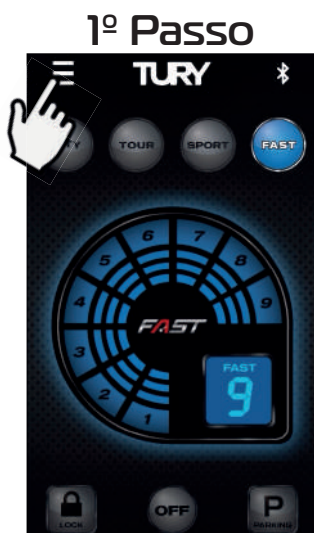 1º Passo
TURY
TOUR SPORT FAST
1 2 3 4 5 6 7 8 9
FAST
FAST
9
LOCK OFF P
PARKING